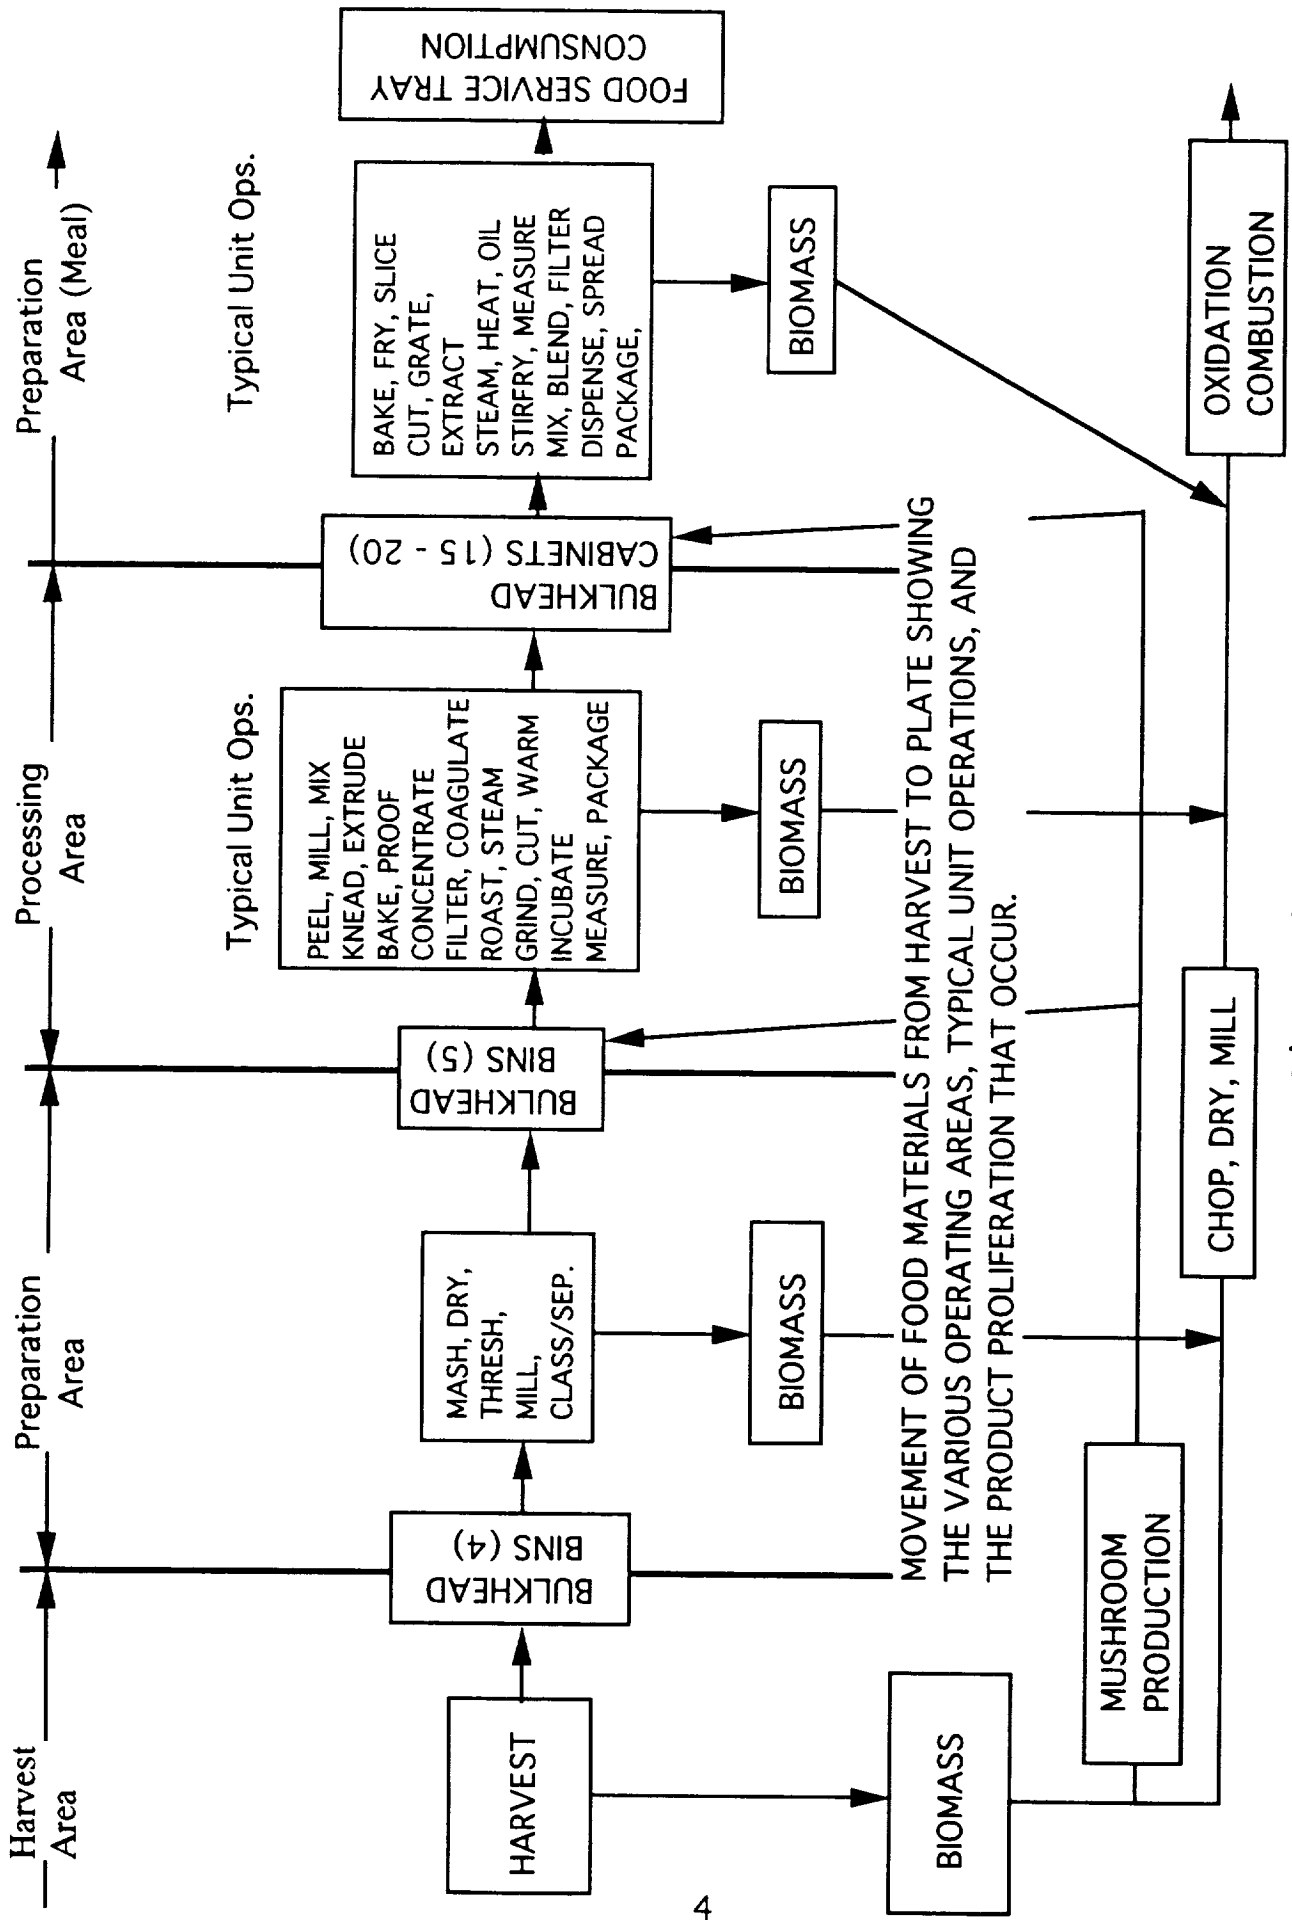 Harvest
Area
Preparation
Area
Processing
Area
Preparation
Area (Meal)
Typical Unit Ops.
Typical Unit Ops.
HARVEST
BULKHEAD
BINS (4)
MASH, DRY,
THRESH,
MILL,
CLASS/SEP.
BULKHEAD
BINS (5)
PEEL, MILL, MIX
KNEAD, EXTRUDE
BAKE, PROOF
CONCENTRATE
FILTER, COAGULATE
ROAST, STEAM
GRIND, CUT, WARM
INCUBATE
MEASURE, PACKAGE
BULKHEAD
CABINETS (15 - 20)
BAKE, FRY, SLICE
CUT, GRATE,
EXTRACT
STEAM, HEAT, OIL
STIRFRY, MEASURE
MIX, BLEND, FILTER
DISPENSE, SPREAD
PACKAGE,
FOOD SERVICE TRAY
CONSUMPTION
BIOMASS
BIOMASS
BIOMASS
BIOMASS
MOVEMENT OF FOOD MATERIALS FROM HARVEST TO PLATE SHOWING
THE VARIOUS OPERATING AREAS, TYPICAL UNIT OPERATIONS, AND
THE PRODUCT PROLIFERATION THAT OCCUR.
MUSHROOM
PRODUCTION
CHOP, DRY, MILL
OXIDATION
COMBUSTION
4